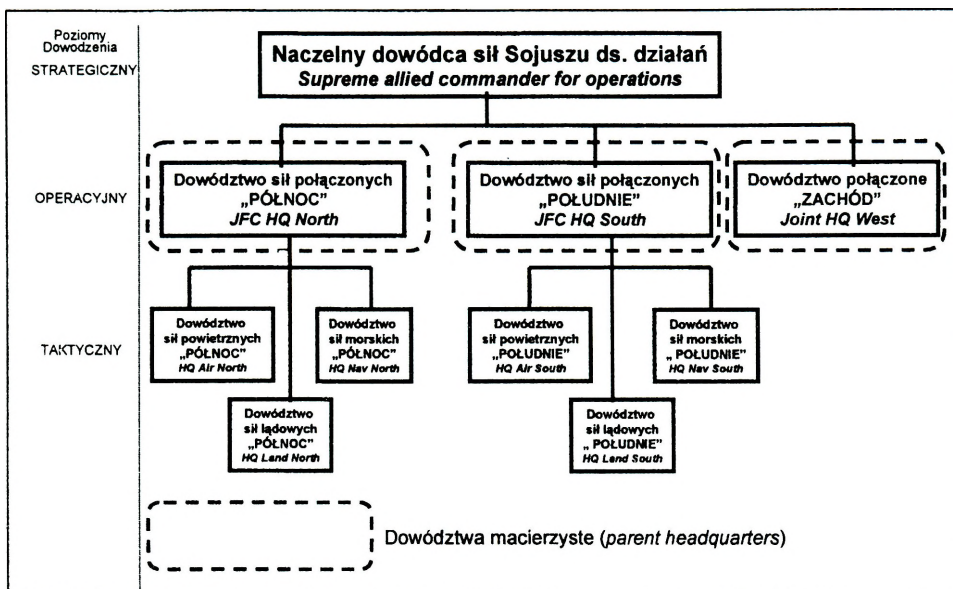 Poziomy
Dowodzenia
STRATEGICZNY
Naczelny dowódca sił Sojuszu ds. działań
Supreme allied commander for operations
OPERACYJNY
Dowództwo sił połączonych
„PÓŁNOC”
JFC HQ North
Dowództwo sił połączonych
„POŁUDNIE”
JFC HQ South
Dowództwo połączone
„ZACHÓD”
Joint HQ West
TAKTYCZNY
Dowództwo
sił powietrznych
„PÓŁNOC”
HQ Air North
Dowództwo
sił morskich
„PÓŁNOC”
HQ Nav North
Dowództwo
sił powietrznych
„POŁUDNIE”
HQ Air South
Dowództwo
sił morskich
„ POŁUDNIE”
HQ Nav South
Dowództwo
sił lądowych
„PÓŁNOC”
HQ Land North
Dowództwo
sił lądowych
„ POŁUDNIE”
HQ Land South
Dowództwa macierzyste (parent headquarters)